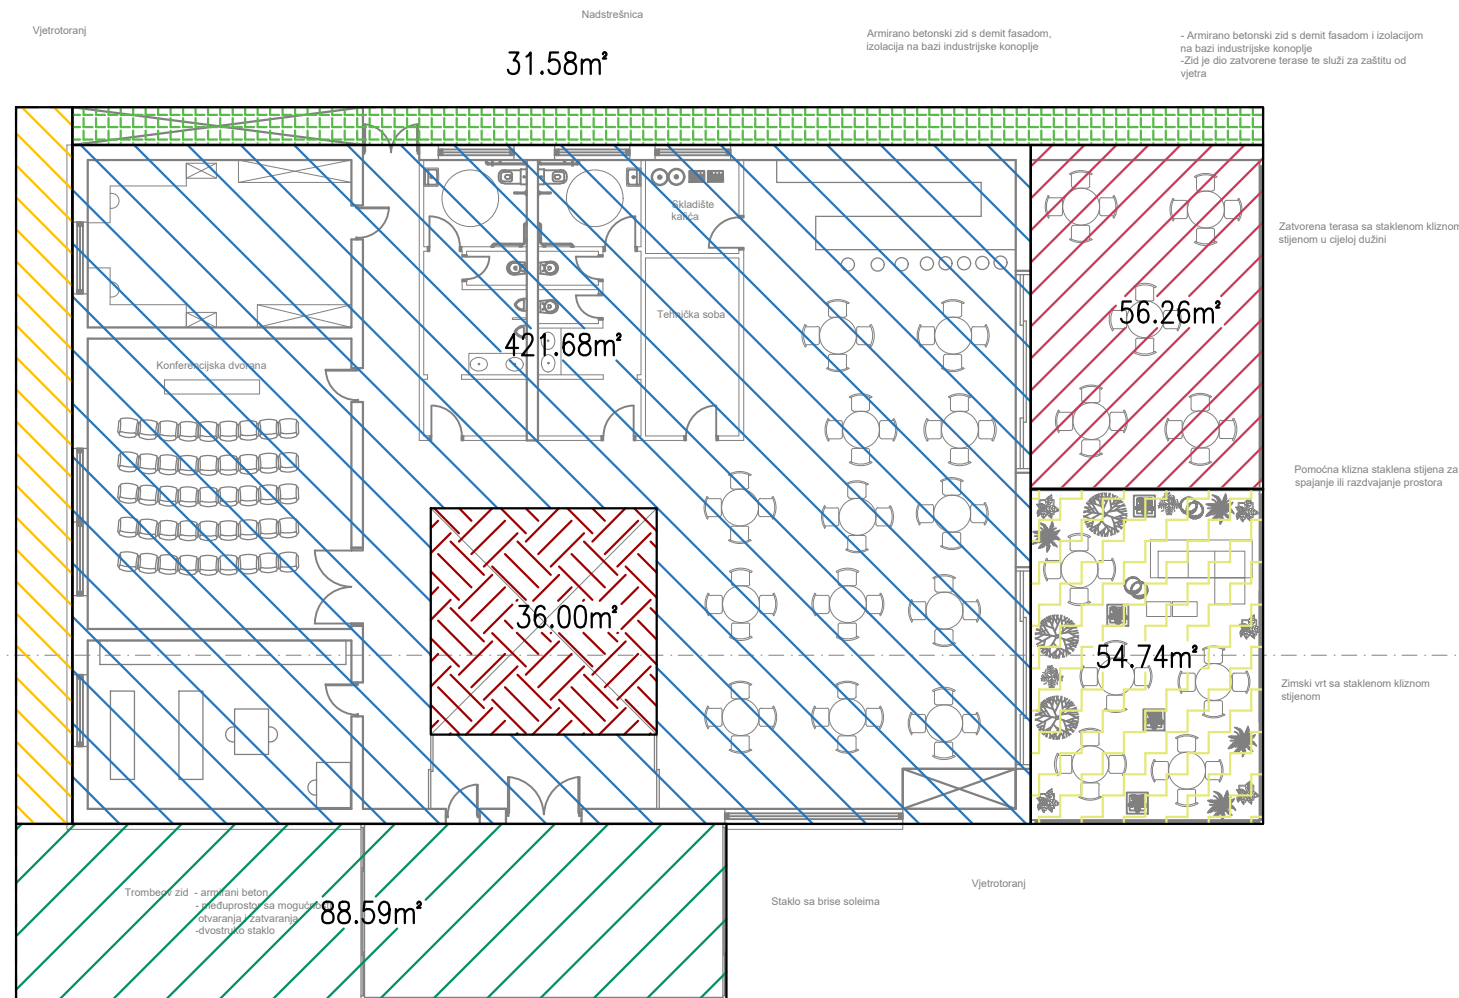 Nadstrešnica
Vjetrotoranj
Armirano betonski zid s demit fasadom,
izolacija na bazi industrijske konoplje
- Armirano betonski zid s demit fasadom i izolacijom
na bazi industrijske konoplje
-Zid je dio zatvorene terase te služi za zaštitu od
vjetra
31.58m²
Skladište
kafića
Zatvorena terasa sa staklenom kliznom
stijenom u cijeloj dužini
56.26m²
Tehnička soba
421.68m²
Konferencijska dvorana
Pomoćna klizna staklena stijena za
spajanje ili razdvajanje prostora
36.00m²
54.74m²
Zimski vrt sa staklenom kliznom
stijenom
Trombeov zid - armirani beton
- međuprostor sa mogućnosti
otvaranja i zatvaranja
-dvostruko staklo
88.59m²
Vjetrotoranj
Staklo sa brise soleima